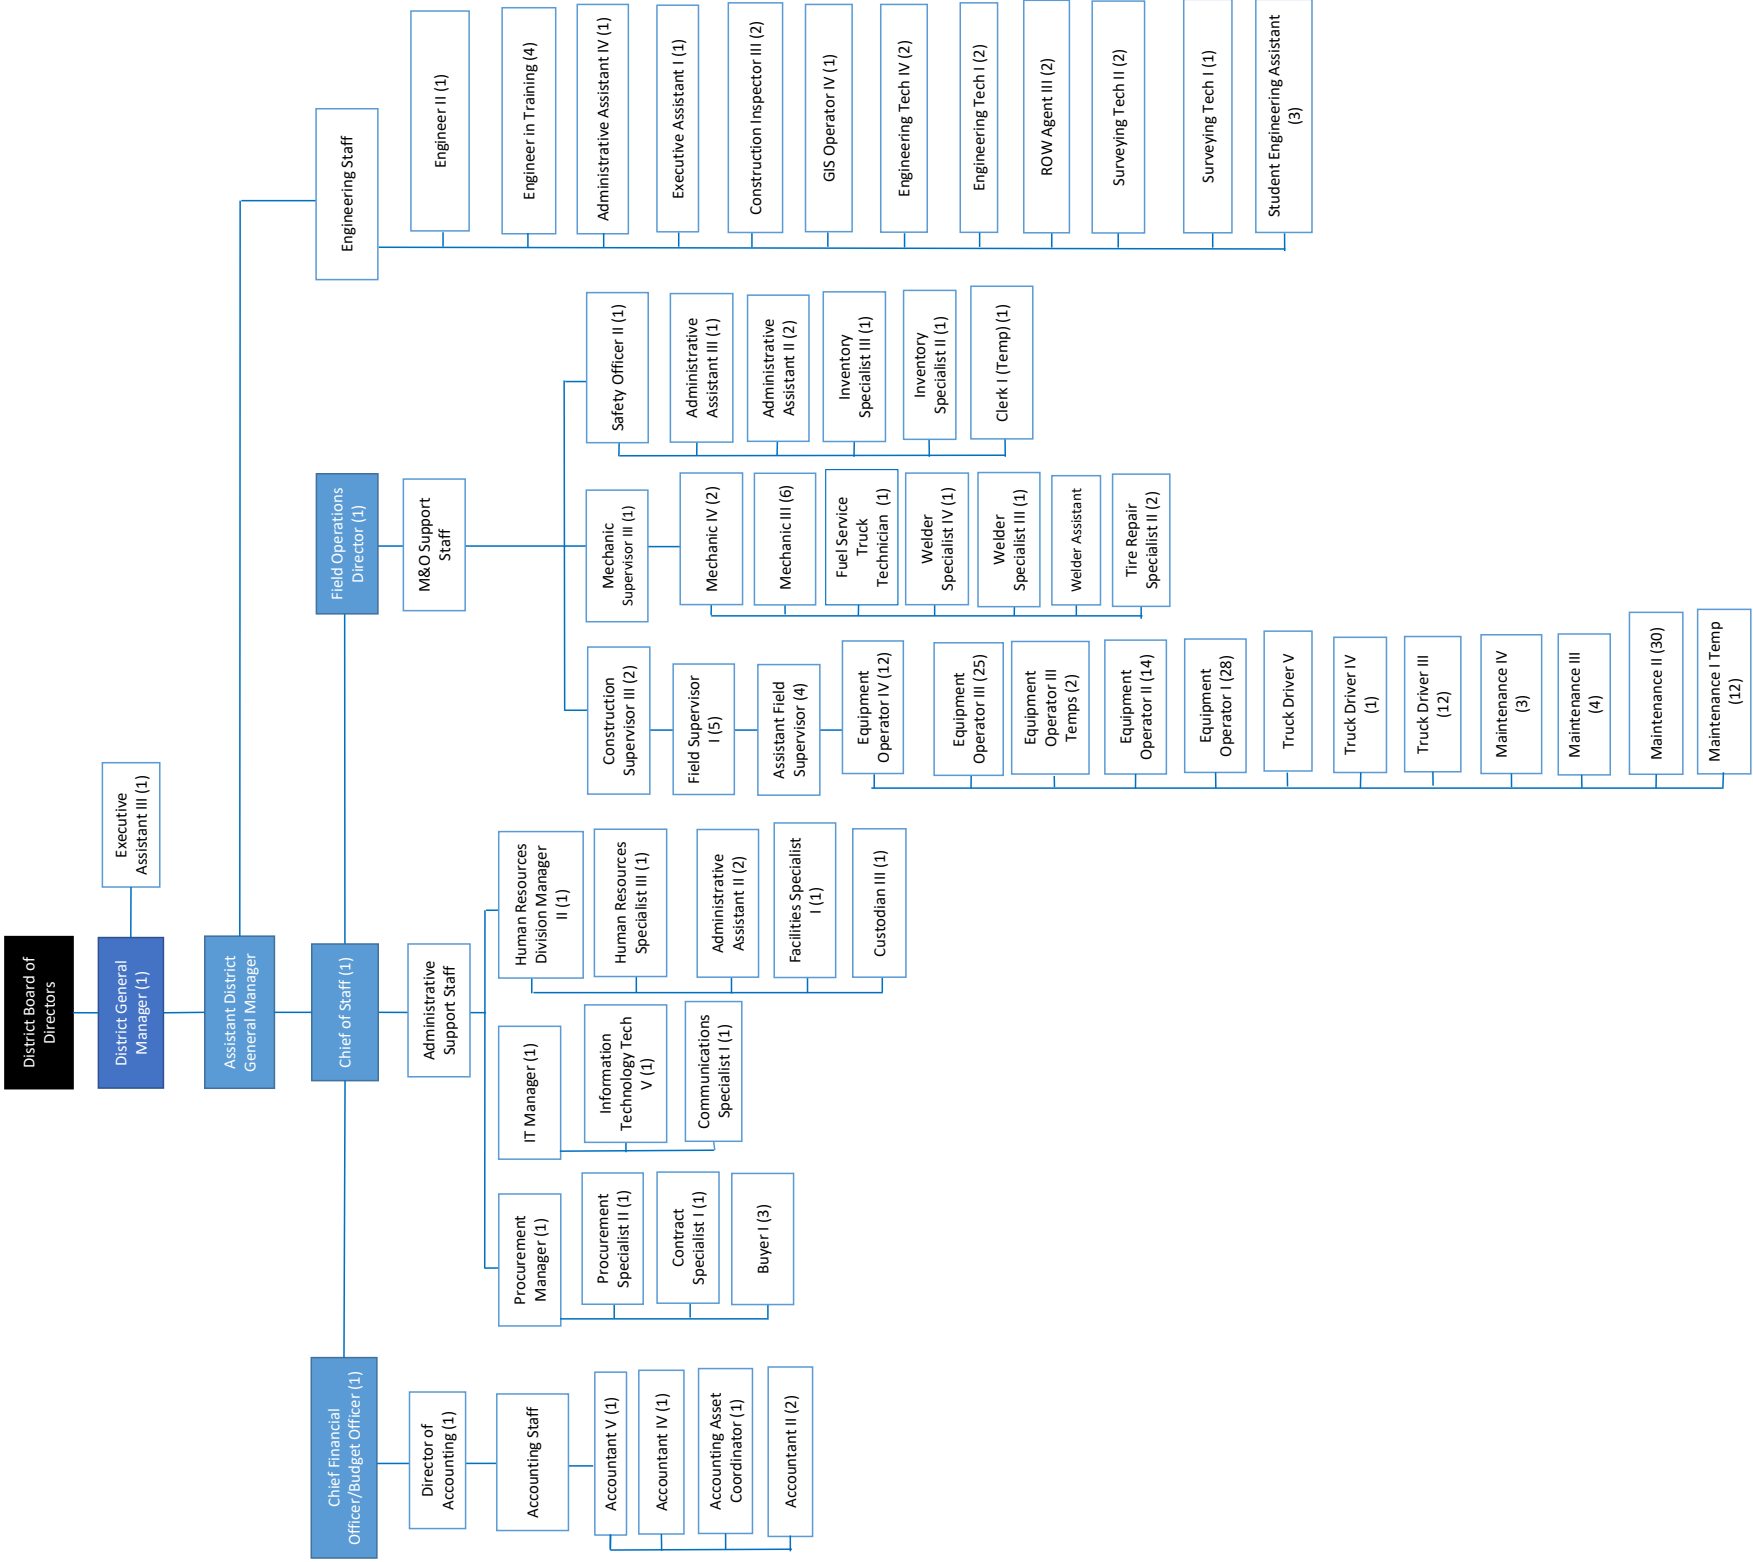 District Board of
Directors
District General
Manager (1)
Executive
Assistant III (1)
Assistant District
General Manager
Chief Financial
Officer/Budget Officer (1)
Chief of Staff (1)
Field Operations
Director (1)
Engineering Staff
Director of
Accounting (1)
Accounting Staff
Accountant V (1)
Accountant IV (1)
Accounting Asset
Coordinator (1)
Accountant II (2)
Administrative
Support Staff
Procurement
Manager (1)
Procurement
Specialist II (1)
Contract
Specialist I (1)
Buyer I (3)
IT Manager (1)
Information
Technology Tech
V (1)
Communications
Specialist I (1)
Human Resources
Division Manager
II (1)
Human Resources
Specialist III (1)
Administrative
Assistant II (2)
Facilities Specialist
I (1)
Custodian III (1)
M&O Support
Staff
Construction
Supervisor III (2)
Field Supervisor
I (5)
Assistant Field
Supervisor (4)
Equipment
Operator IV (12)
Equipment
Operator III (25)
Equipment
Operator III
Temps (2)
Equipment
Operator II (14)
Equipment
Operator I (28)
Truck Driver V
Truck Driver IV
(1)
Truck Driver III
(12)
Maintenance IV
(3)
Maintenance III
(4)
Maintenance II (30)
Maintenance I Temp
(12)
Mechanic
Supervisor III (1)
Mechanic IV (2)
Mechanic III (6)
Fuel Service
Truck
Technician (1)
Welder
Specialist IV (1)
Welder
Specialist III (1)
Welder Assistant
Tire Repair
Specialist II (2)
Safety Officer II (1)
Administrative
Assistant III (1)
Administrative
Assistant II (2)
Inventory
Specialist III (1)
Inventory
Specialist II (1)
Clerk I (Temp) (1)
Engineer II (1)
Engineer in Training (4)
Administrative Assistant IV (1)
Executive Assistant I (1)
Construction Inspector III (2)
GIS Operator IV (1)
Engineering Tech IV (2)
Engineering Tech I (2)
ROW Agent III (2)
Surveying Tech II (2)
Surveying Tech I (1)
Student Engineering Assistant
(3)